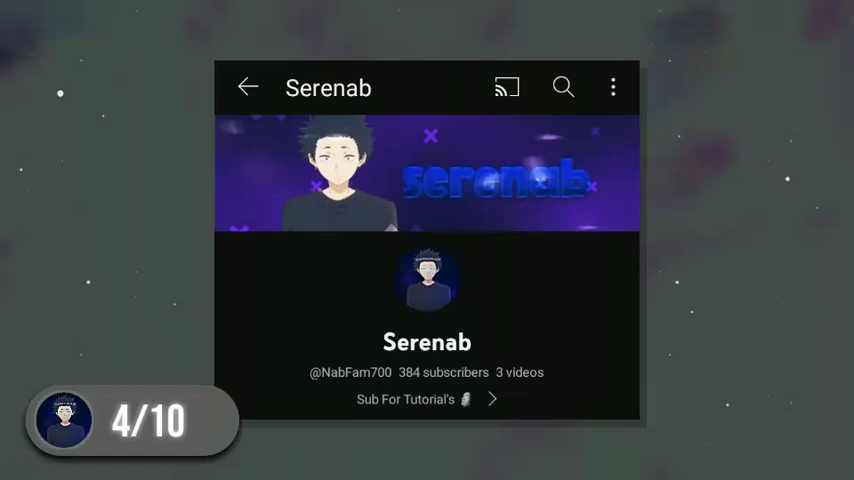 Serenab
serenab
Serenab
@NabFam700 384 subscribers 3 videos
Sub For Tutorial's 🗿
4/10